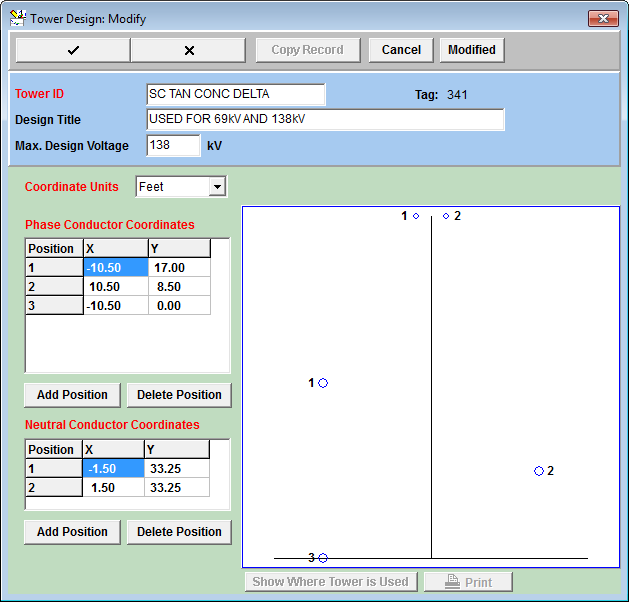 Tower Design: Modify
Copy Record Cancel Modified
Tower ID SC TAN CONC DELTA Tag: 341
Design Title USED FOR 69kV AND 138kV
Max. Design Voltage 138 kV
Coordinate Units Feet
Phase Conductor Coordinates
Position X Y
1 -10.50 17.00
2 10.50 8.50
3 -10.50 0.00
Add Position Delete Position
Neutral Conductor Coordinates
Position X Y
1 -1.50 33.25
2 1.50 33.25
Add Position Delete Position
1 2
1
2
3
Show Where Tower is Used Print